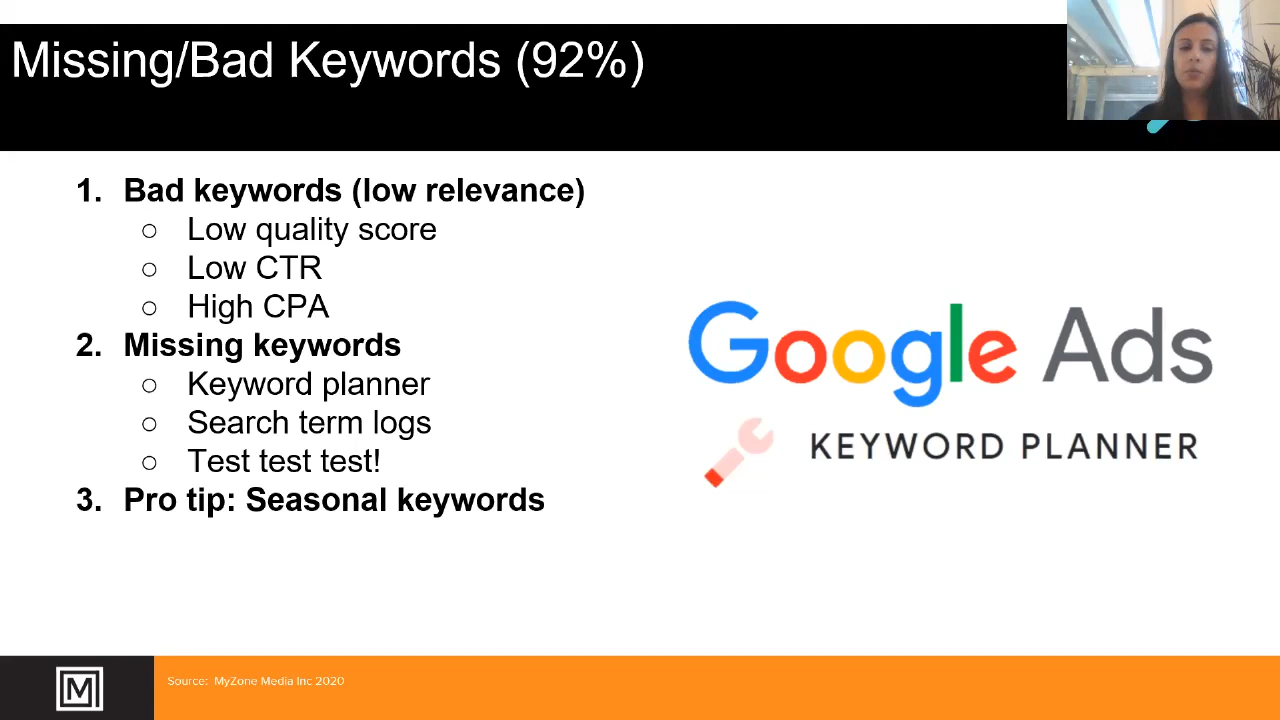 Missing/Bad Keywords (92%)
1. Bad keywords (low relevance)
○ Low quality score
○ Low CTR
○ High CPA
2. Missing keywords
○ Keyword planner
○ Search term logs
○ Test test test!
3. Pro tip: Seasonal keywords
Google Ads
KEYWORD PLANNER
M
Source: MyZone Media Inc 2020